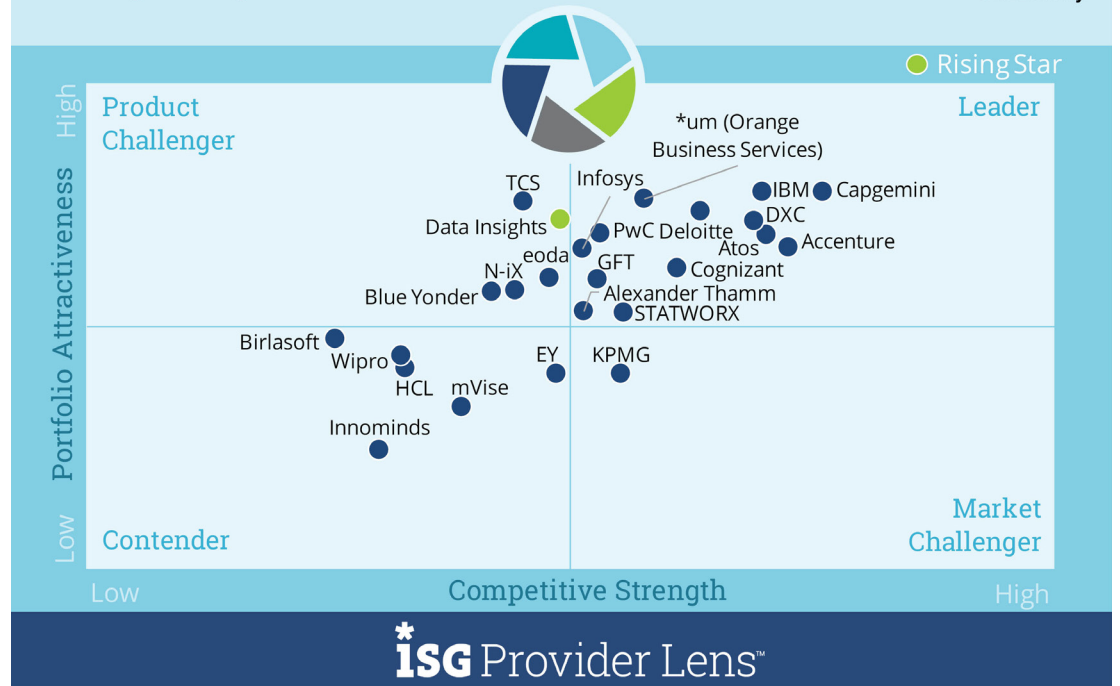 Rising Star
High
Product
Challenger
Leader
*um (Orange
Business Services)
TCS
Infosys
IBM
Capgemini
Data Insights
PwC
Deloitte
DXC
Atos
Accenture
eoda
GFT
Cognizant
N-iX
Blue Yonder
Alexander Thamm
STATWORX
Portfolio Attractiveness
Birlasoft
Wipro
EY
KPMG
HCL
mVise
Innominds
Low
Contender
Market
Challenger
Low
Competitive Strength
High
*ISG Provider Lens™